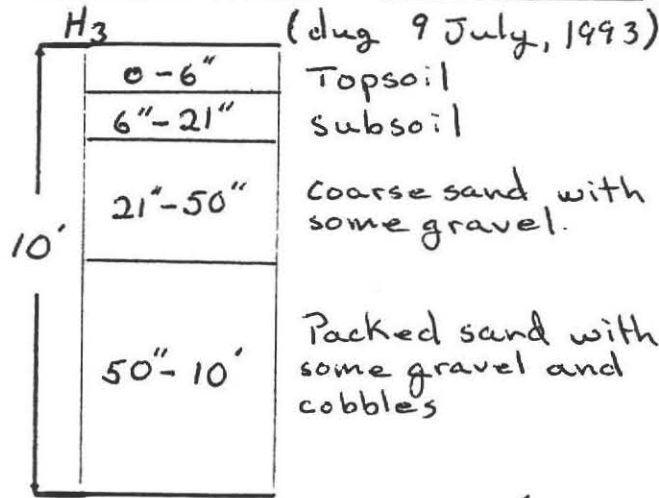 H3 (dug 9 July, 1993)
0-6" Topsoil
6"-21" subsoil
21"-50" coarse sand with
some gravel.
10'
50"-10' Packed sand with
some gravel and
cobbles